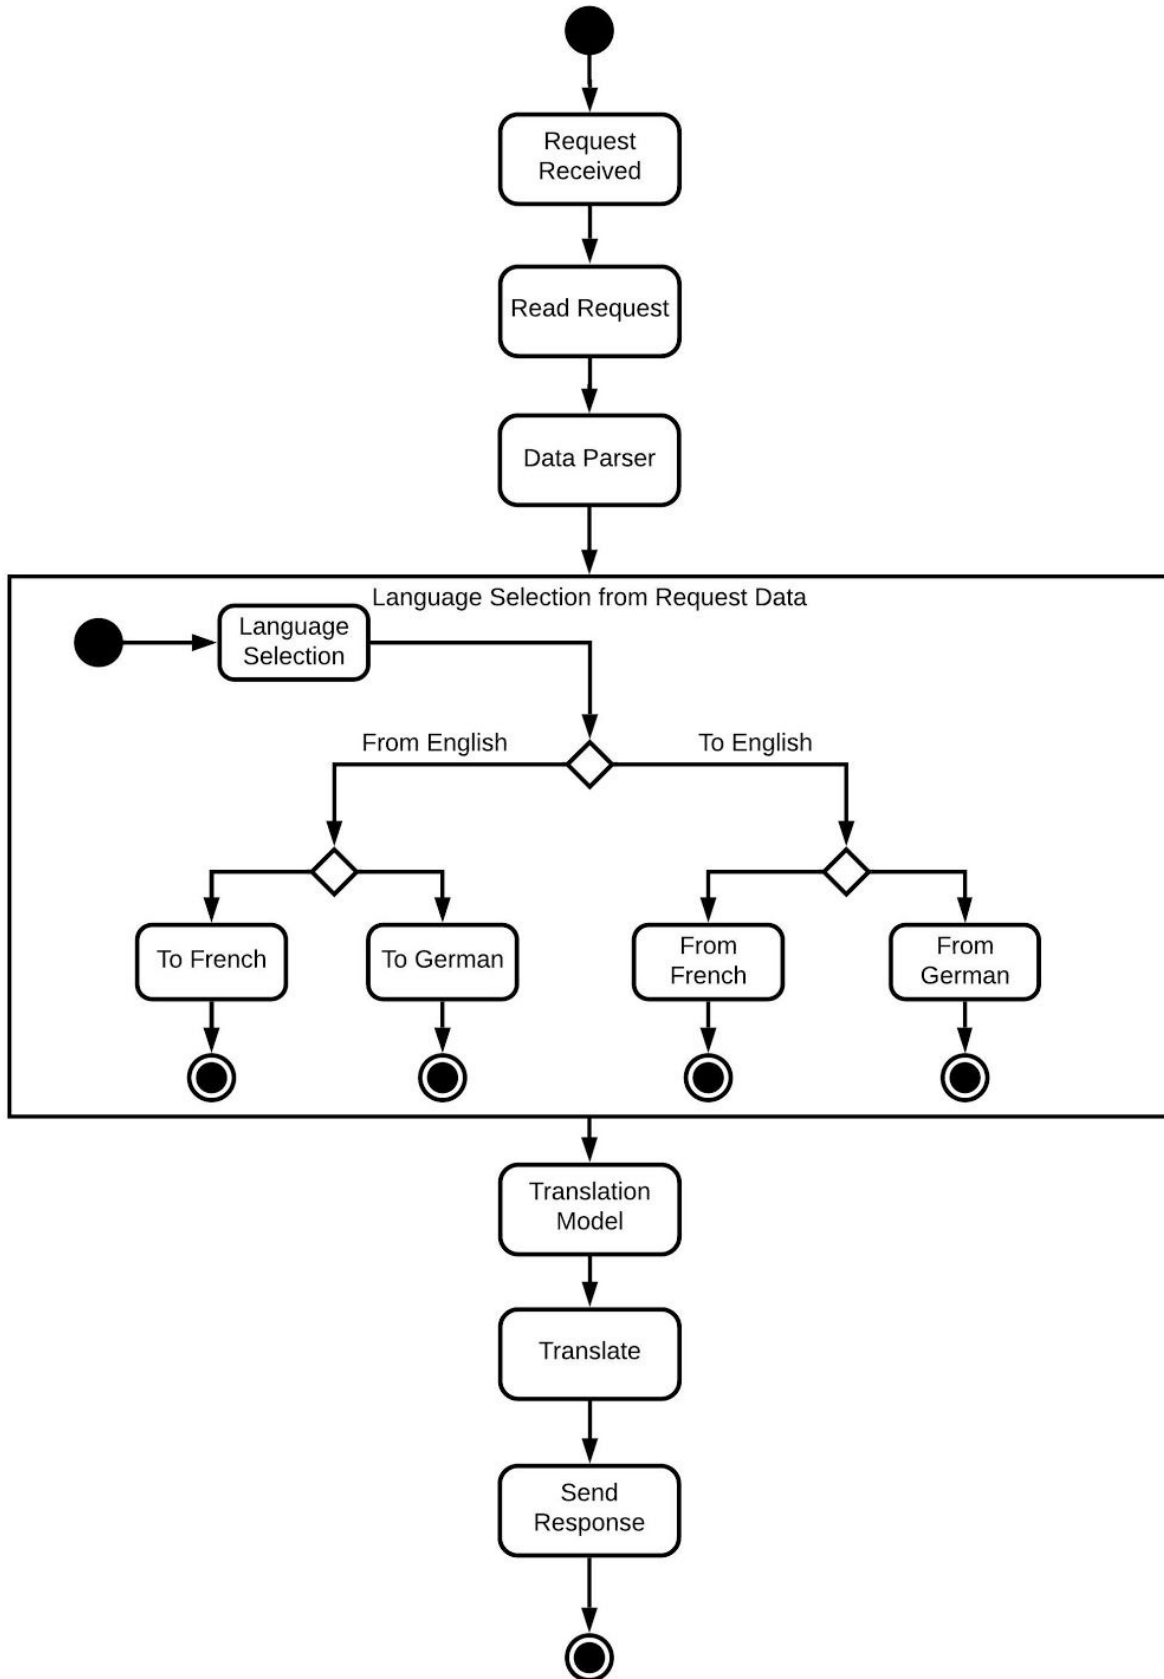 Request
Received
Read Request
Data Parser
Language Selection from Request Data
Language
Selection
From English
To English
To French
To German
From
French
From
German
Translation
Model
Translate
Send
Response